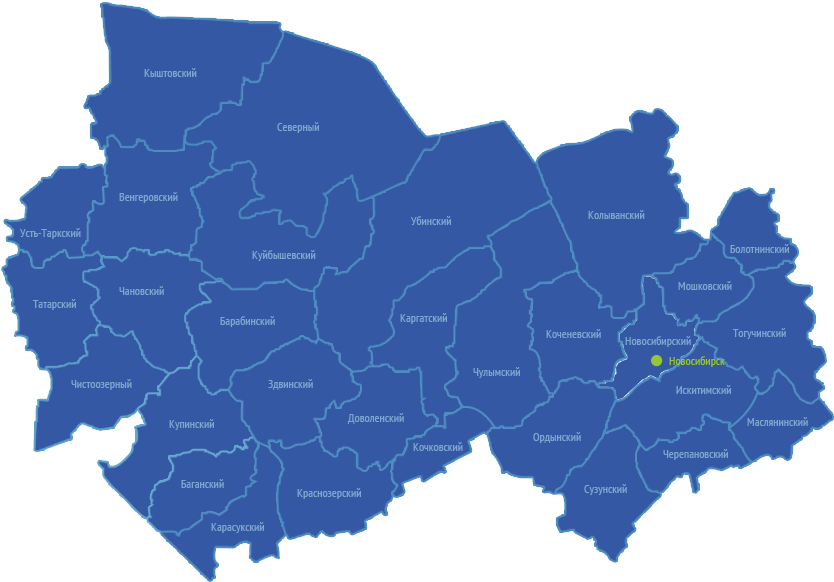 Кыштовский
Северный
Венгеровский
Колыванский
Убинский
Усть-Таркский
Болотнинский
Куйбышевский
Мошковский
Чановский
Татарский
Каргатский
Барабинский
Коченевский
Тогучинский
Новосибирский
Новосибирск
Чулымский
Чистоозерный
Здвинский
Искитимский
Доволенский
Маслянинский
Купинский
Ордынский
Кочковский
Черепановский
Баганский
Сузунский
Краснозерский
Карасукский